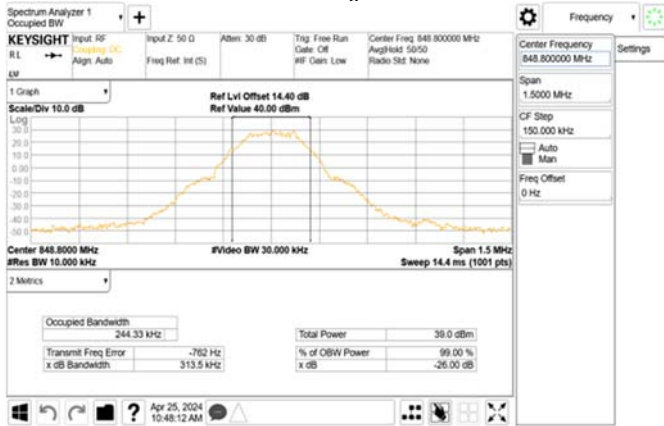 Spectrum Analyzer 1
Occupied BW
+
Frequency
KEYSIGHT
RL
Input: RF
Coupling: DC
Align: Auto
Input Z: 50 Ω
Freq Ref: Int (S)
Atten: 30 dB
Trig: Free Run
Gate: Off
#IF Gain: Low
Center Freq: 848.800000 MHz
Avg|Hold: 50/50
Radio Std: None
Center Frequency
848.800000 MHz
Settings
Span
1.5000 MHz
CF Step
150.000 kHz
Auto
Man
Freq Offset
0 Hz
1 Graph
Scale/Div 10.0 dB
Ref Lvl Offset 14.40 dB
Ref Value 40.00 dBm
Log
30.0
20.0
10.0
0.00
-10.0
-20.0
-30.0
-40.0
-50.0
Center 848.8000 MHz
#Video BW 30.000 kHz
Span 1.5 MHz
#Res BW 10.000 kHz
Sweep 14.4 ms (1001 pts)
2 Metrics
Occupied Bandwidth
244.33 kHz
Total Power 39.0 dBm
Transmit Freq Error -762 Hz
% of OBW Power 99.00 %
x dB Bandwidth 313.5 kHz
x dB -26.00 dB
?
Apr 25, 2024
10:48:12 AM